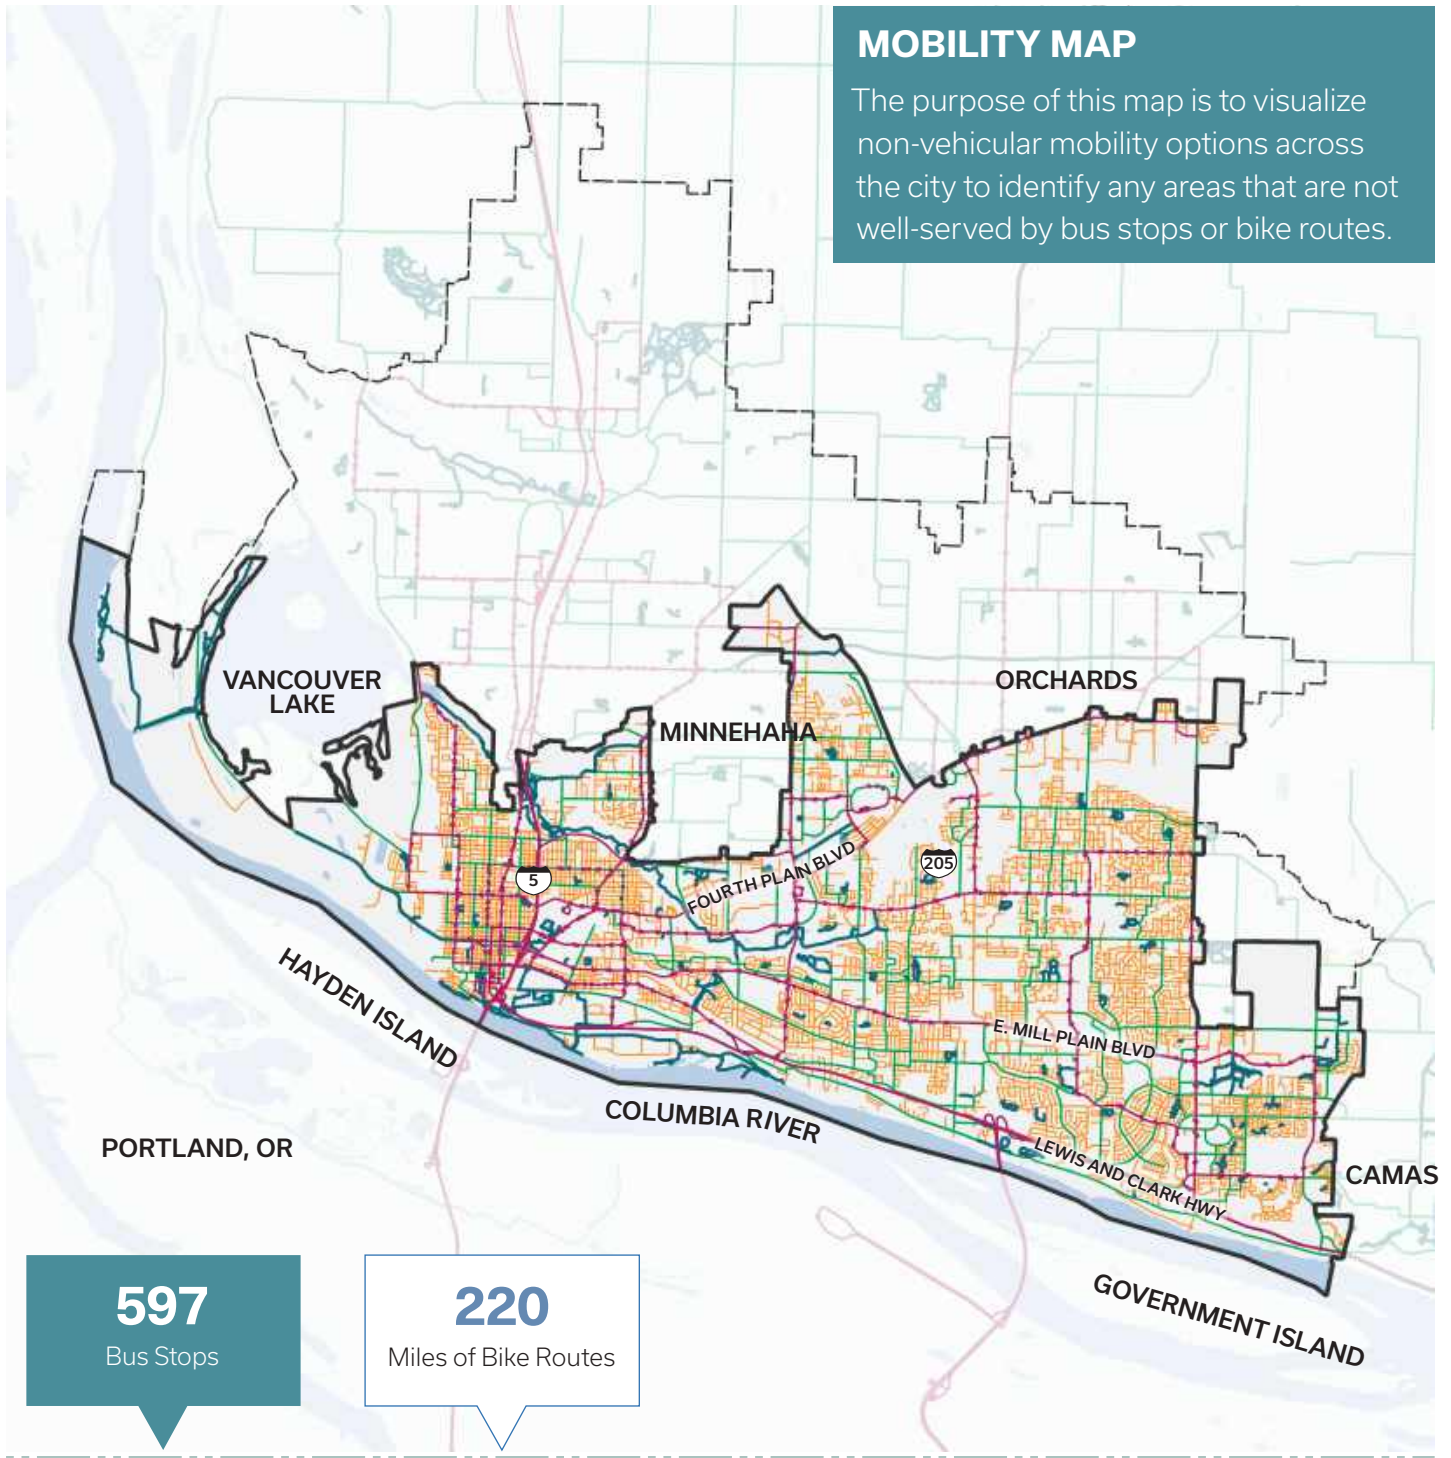 MOBILITY MAP
The purpose of this map is to visualize
non-vehicular mobility options across
the city to identify any areas that are not
well-served by bus stops or bike routes.
VANCOUVER
LAKE
MINNEHAHA
ORCHARDS
FOURTH PLAIN BLVD
205
5
HAYDEN ISLAND
E. MILL PLAIN BLVD
COLUMBIA RIVER
LEWIS AND CLARK HWY
PORTLAND, OR
CAMAS
GOVERNMENT ISLAND
597
Bus Stops
220
Miles of Bike Routes